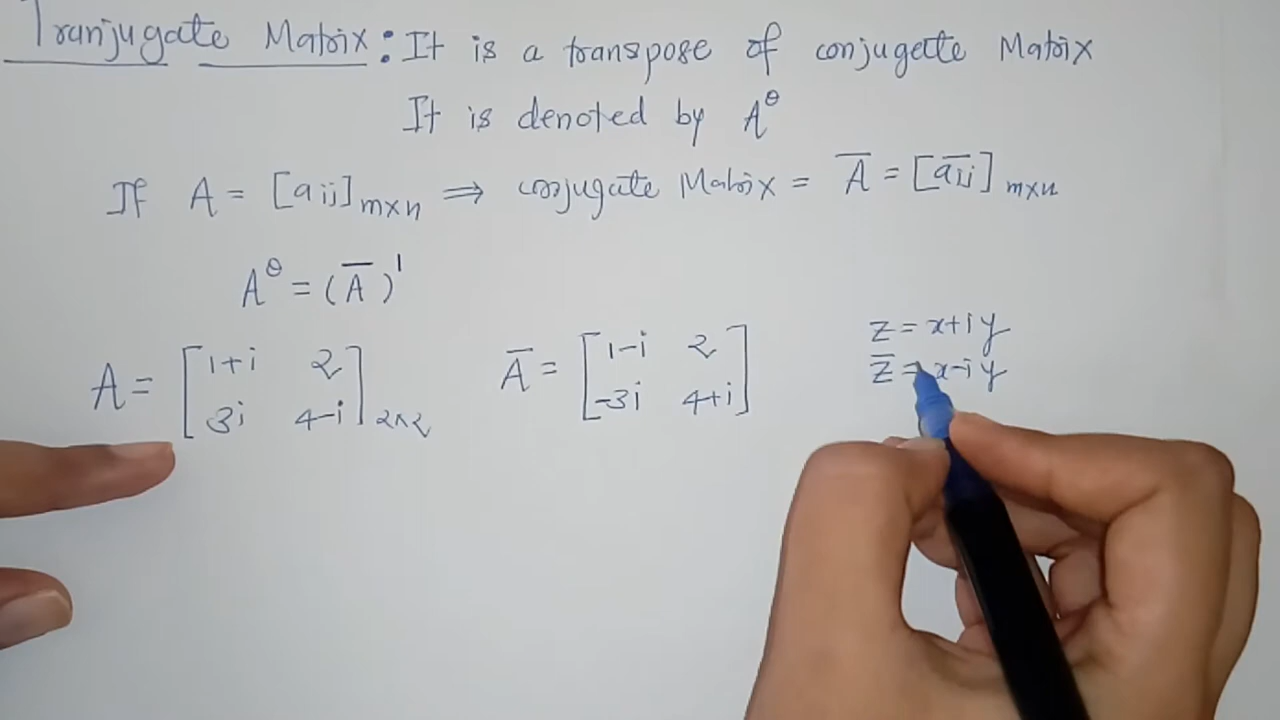 Tranjugate Matrix : It is a transpose of conjugate Matrix
It is denoted by A^θ
If A = [aij]m×n ⇒ conjugate Matrix = A̅ = [a̅i̅j̅]m×n
A^θ = (A̅)'
A = [1+i 2
3i 4-i]2×2
A̅ = [1-i 2
-3i 4+i]
z = x+iy
z̅ = x-iy